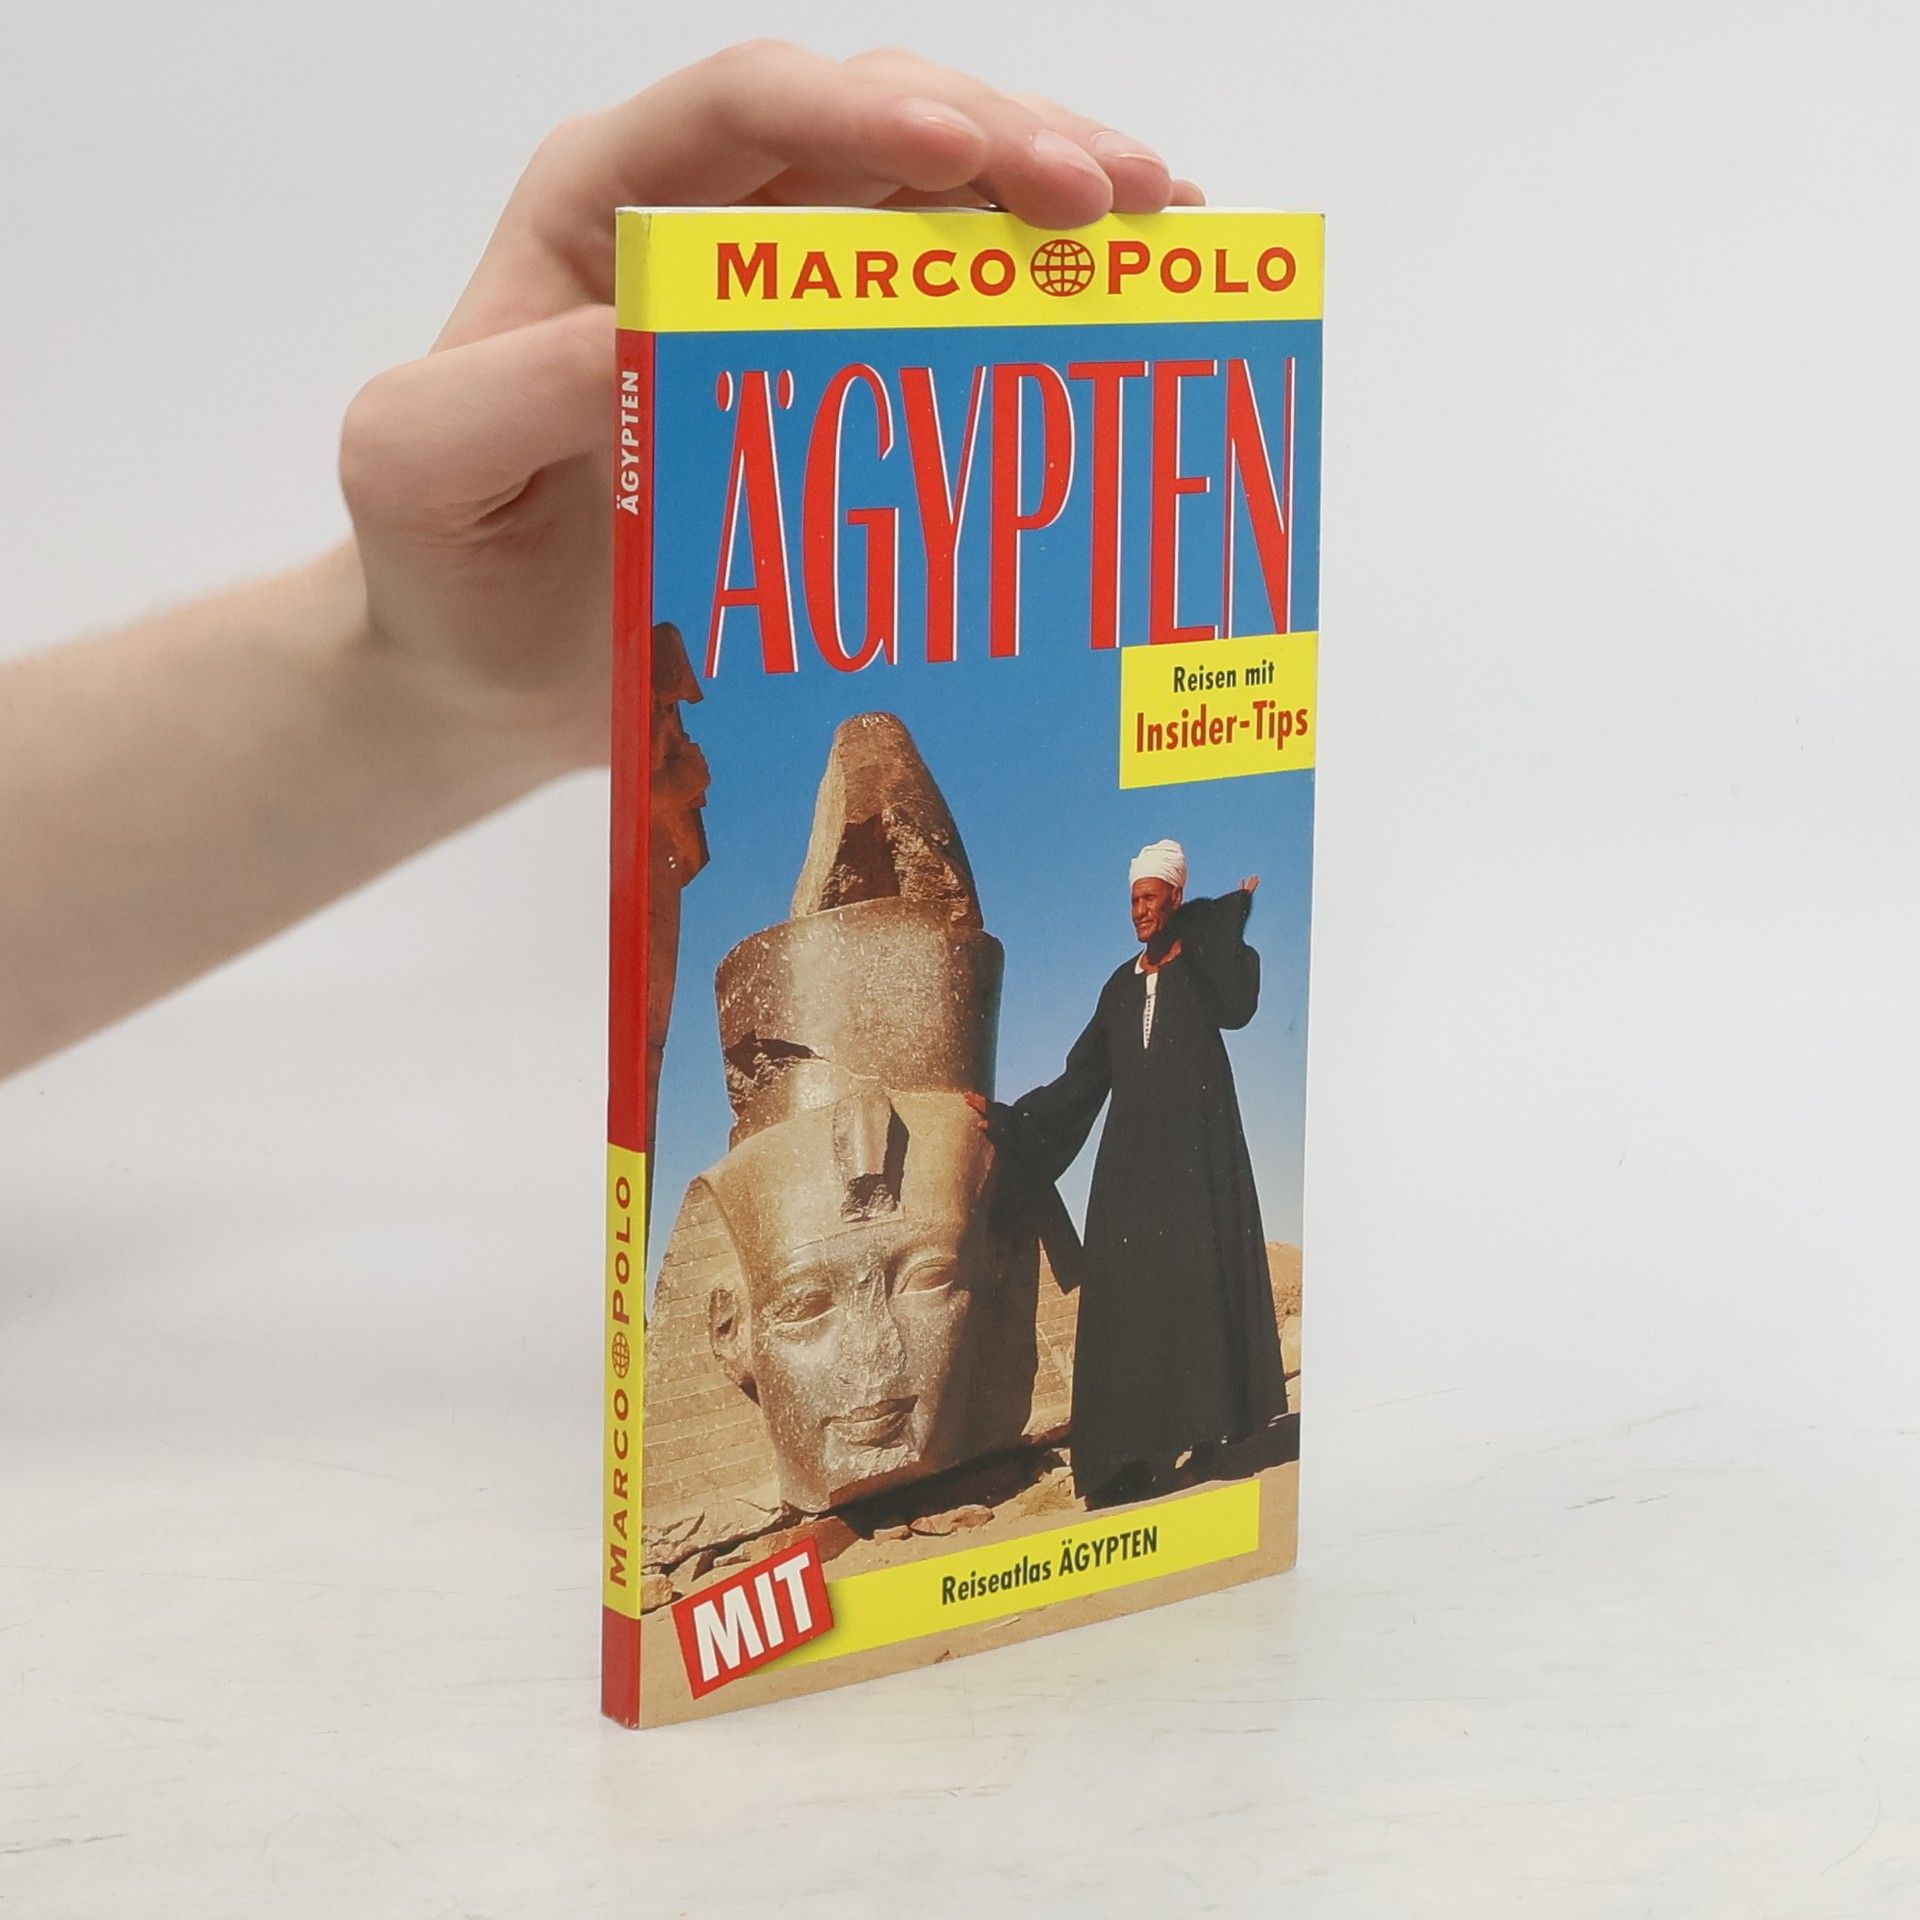 MARCO POLO
ÄGYPTEN
Reisen mit
Insider-Tips
MIT
Reiseatlas ÄGYPTEN
ÄGYPTEN
MARCO POLO